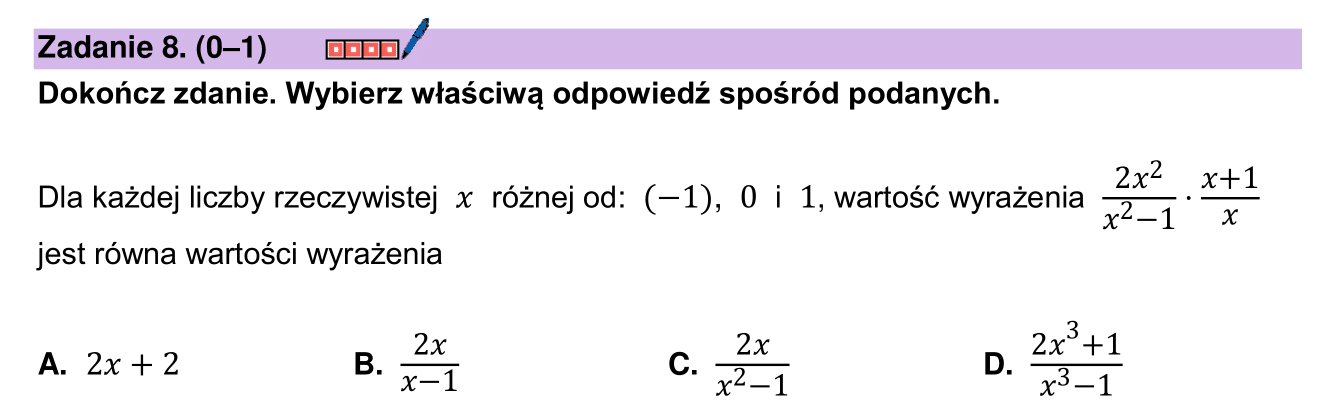 Zadanie 8. (0–1)
Dokończ zdanie. Wybierz właściwą odpowiedź spośród podanych.
Dla każdej liczby rzeczywistej x różnej od: (−1), 0 i 1, wartość wyrażenia \frac{2x^2}{x^2-1} \cdot \frac{x+1}{x}
jest równa wartości wyrażenia
A. 2x + 2 B. \frac{2x}{x-1} C. \frac{2x}{x^2-1} D. \frac{2x^3+1}{x^3-1}